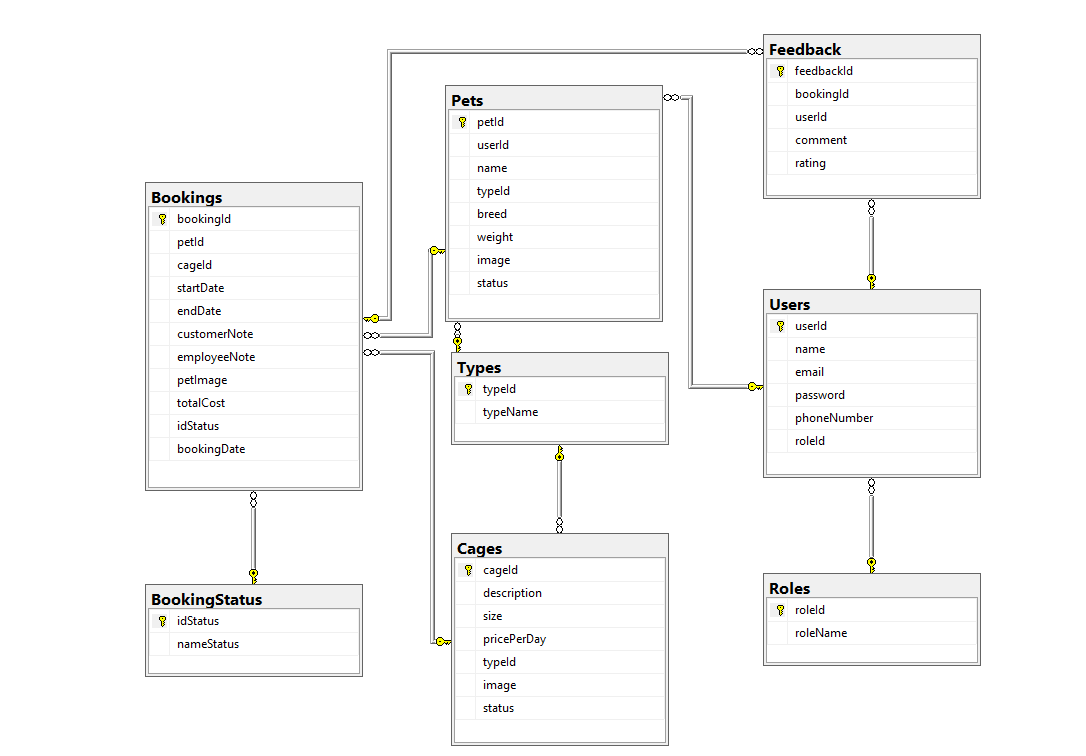 Feedback
feedbackId
bookingId
userId
comment
rating
Pets
petId
userId
name
typeId
breed
weight
image
status
Bookings
bookingId
petId
cageId
startDate
endDate
customerNote
employeeNote
petImage
totalCost
idStatus
bookingDate
Users
userId
name
email
password
phoneNumber
roleId
Types
typeId
typeName
Cages
cageId
description
size
pricePerDay
typeId
image
status
BookingStatus
idStatus
nameStatus
Roles
roleId
roleName